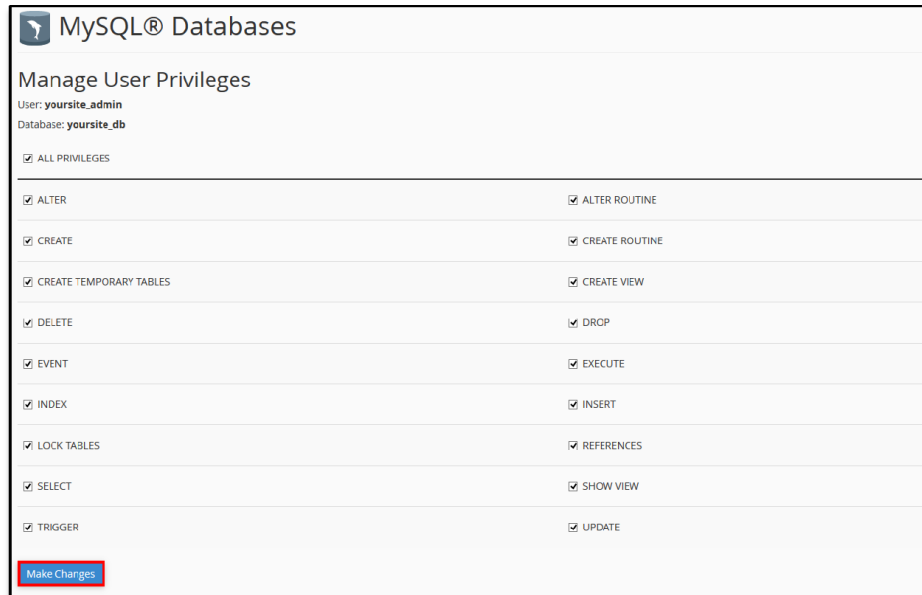 MySQL® Databases
Manage User Privileges
User: yoursite_admin
Database: yoursite_db
ALL PRIVILEGES
ALTER
ALTER ROUTINE
CREATE
CREATE ROUTINE
CREATE TEMPORARY TABLES
CREATE VIEW
DELETE
DROP
EVENT
EXECUTE
INDEX
INSERT
LOCK TABLES
REFERENCES
SELECT
SHOW VIEW
TRIGGER
UPDATE
Make Changes